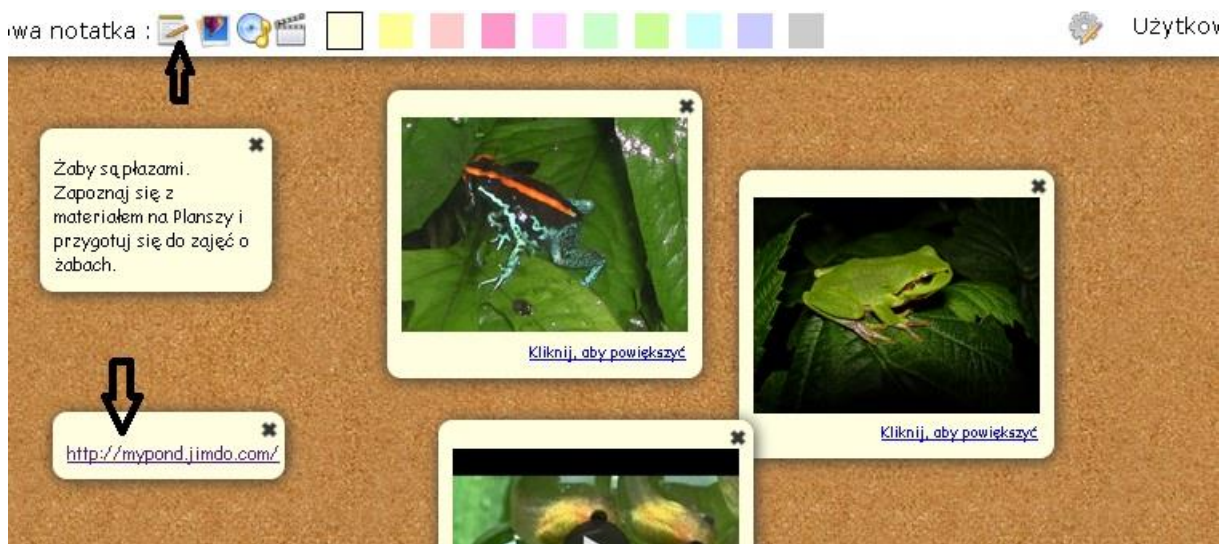 owa notatka :
Użytkow
Żaby są płazami.
Zapoznaj się z
materiałem na Planszy i
przygotuj się do zajęć o
żabach.
Kliknij, aby powiększyć
Kliknij, aby powiększyć
http://mypond.jimdo.com/